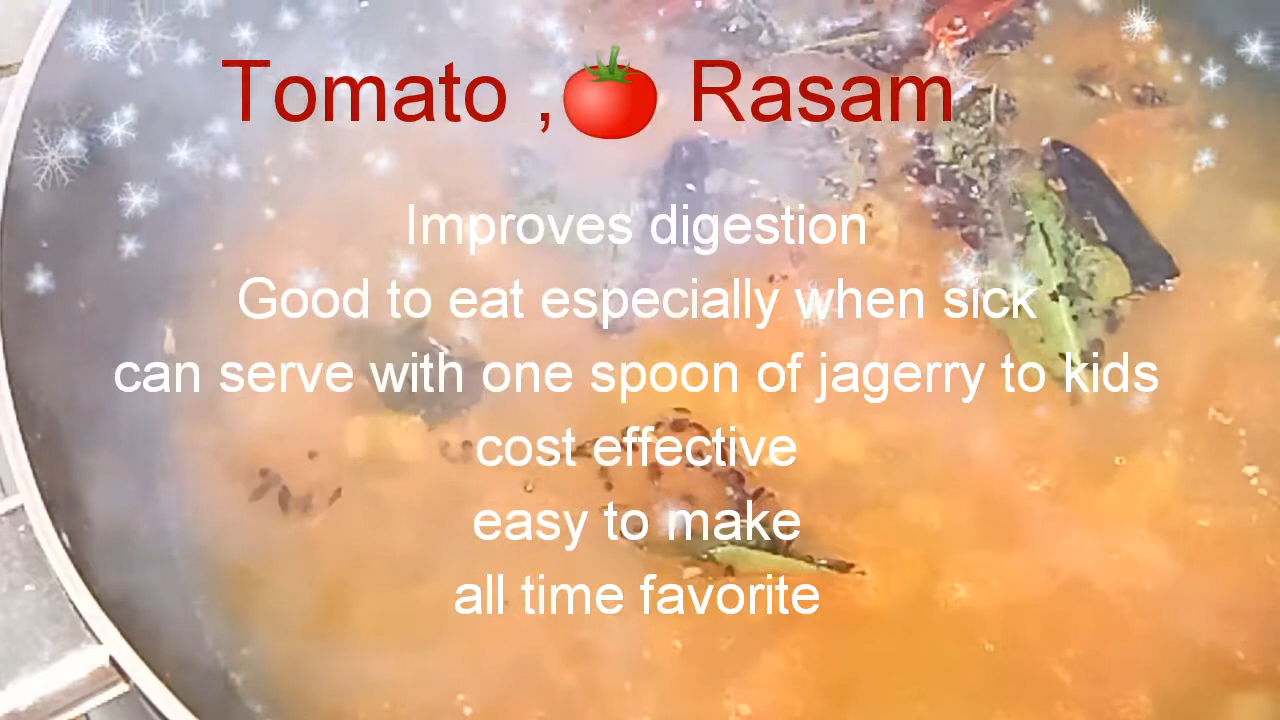 Tomato ,🍅 Rasam
Improves digestion
Good to eat especially when sick
can serve with one spoon of jagerry to kids
cost effective
easy to make
all time favorite